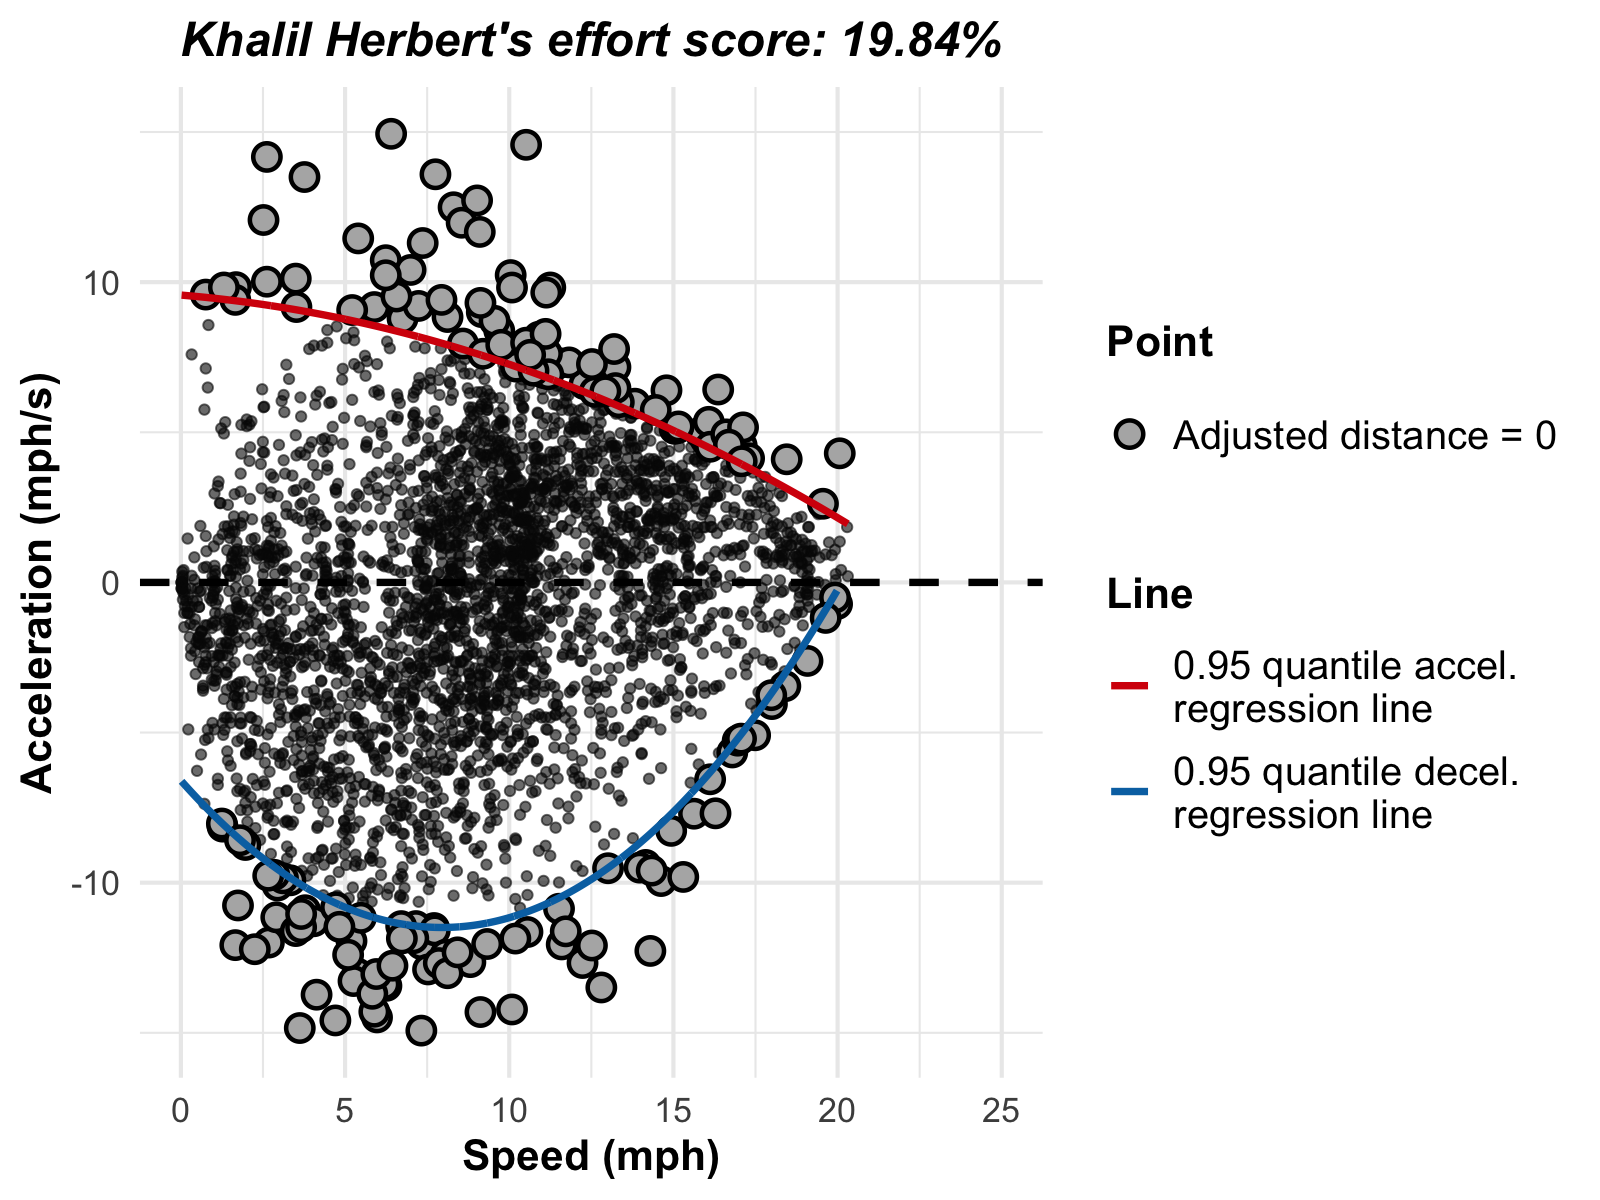 Khalil Herbert's effort score: 19.84%
Acceleration (mph/s)
10
0
-10
0
5
10
15
20
25
Speed (mph)
Point
Adjusted distance = 0
Line
0.95 quantile accel.
regression line
0.95 quantile decel.
regression line